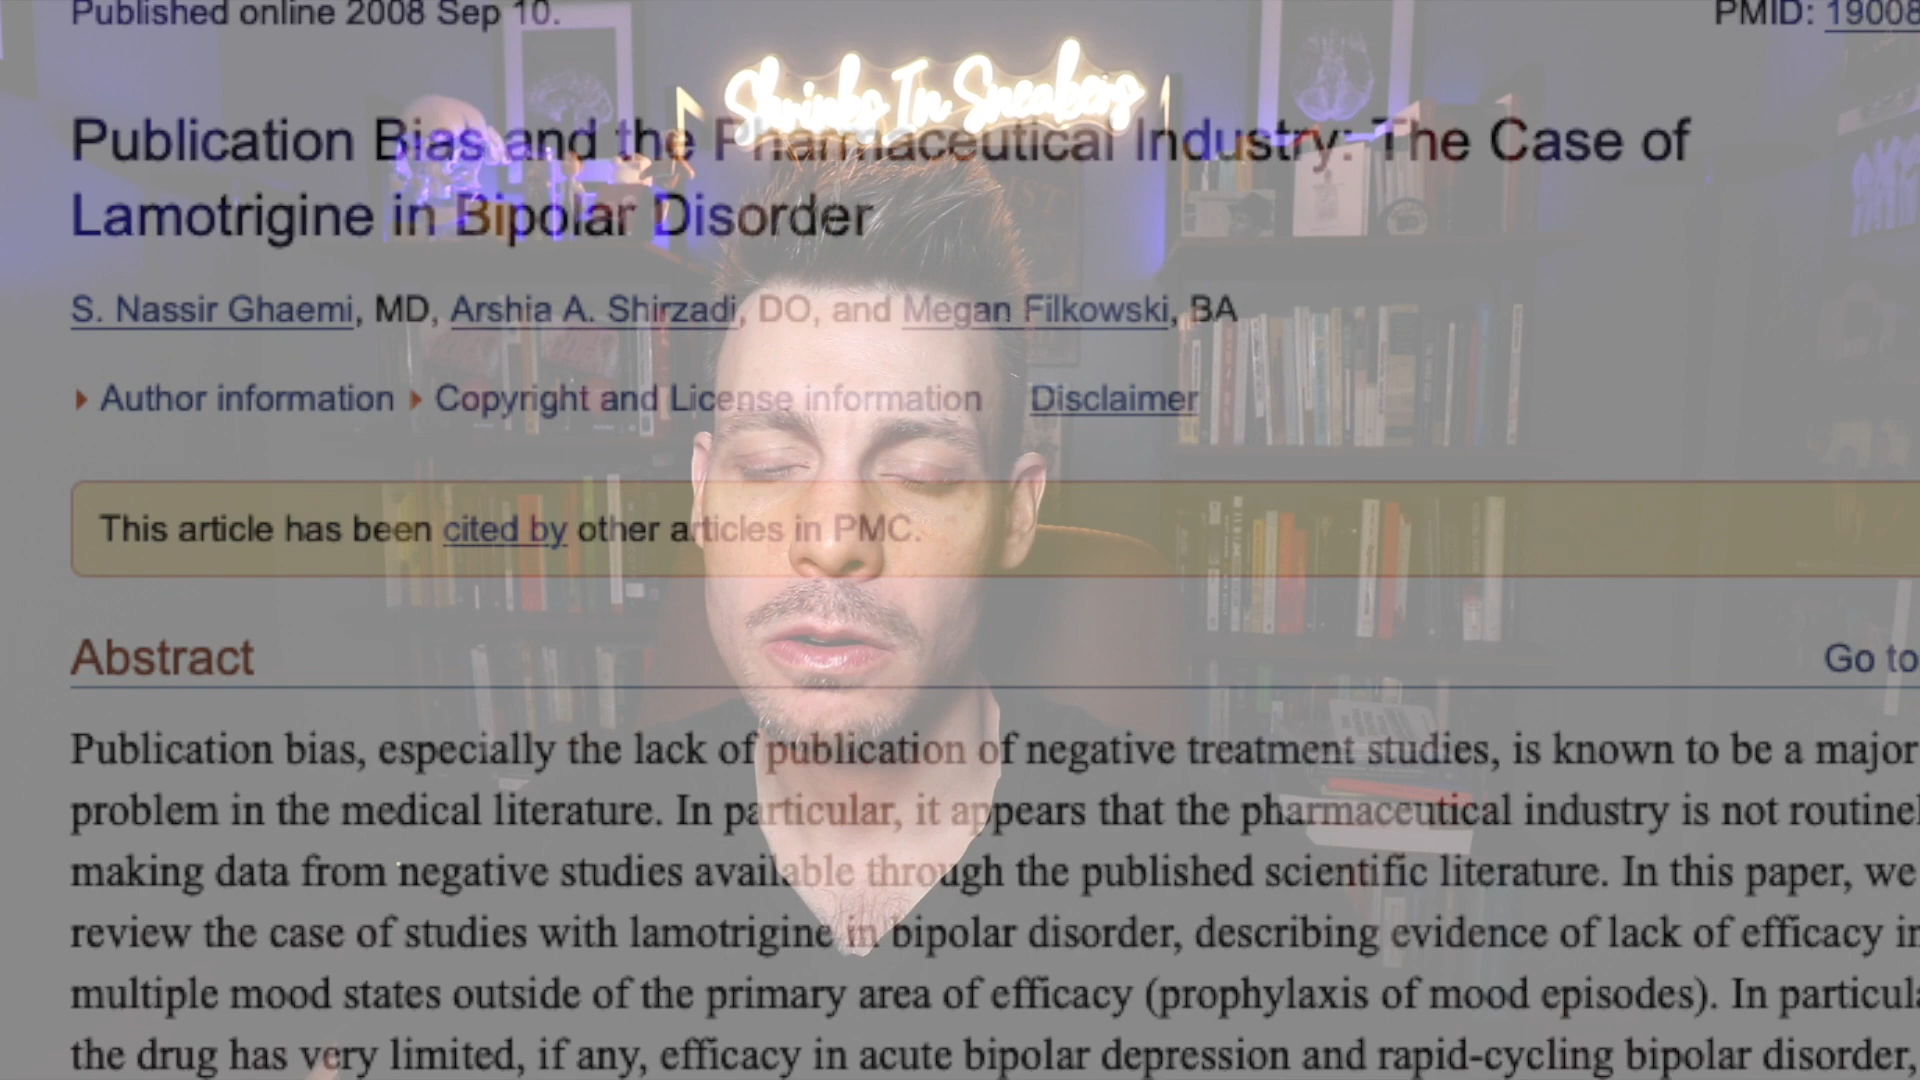 Published online 2008 Sep 10.
PMID: 19008
Shrinks In Sneakers
Publication Bias and the Pharmaceutical Industry: The Case of
Lamotrigine in Bipolar Disorder
S. Nassir Ghaemi, MD, Arshia A. Shirzadi, DO, and Megan Filkowski, BA
Author information Copyright and License information Disclaimer
This article has been cited by other articles in PMC.
Abstract
Go to
Publication bias, especially the lack of publication of negative treatment studies, is known to be a major
problem in the medical literature. In particular, it appears that the pharmaceutical industry is not routinel
making data from negative studies available through the published scientific literature. In this paper, we
review the case of studies with lamotrigine in bipolar disorder, describing evidence of lack of efficacy in
multiple mood states outside of the primary area of efficacy (prophylaxis of mood episodes). In particula
the drug has very limited, if any, efficacy in acute bipolar depression and rapid-cycling bipolar disorder,